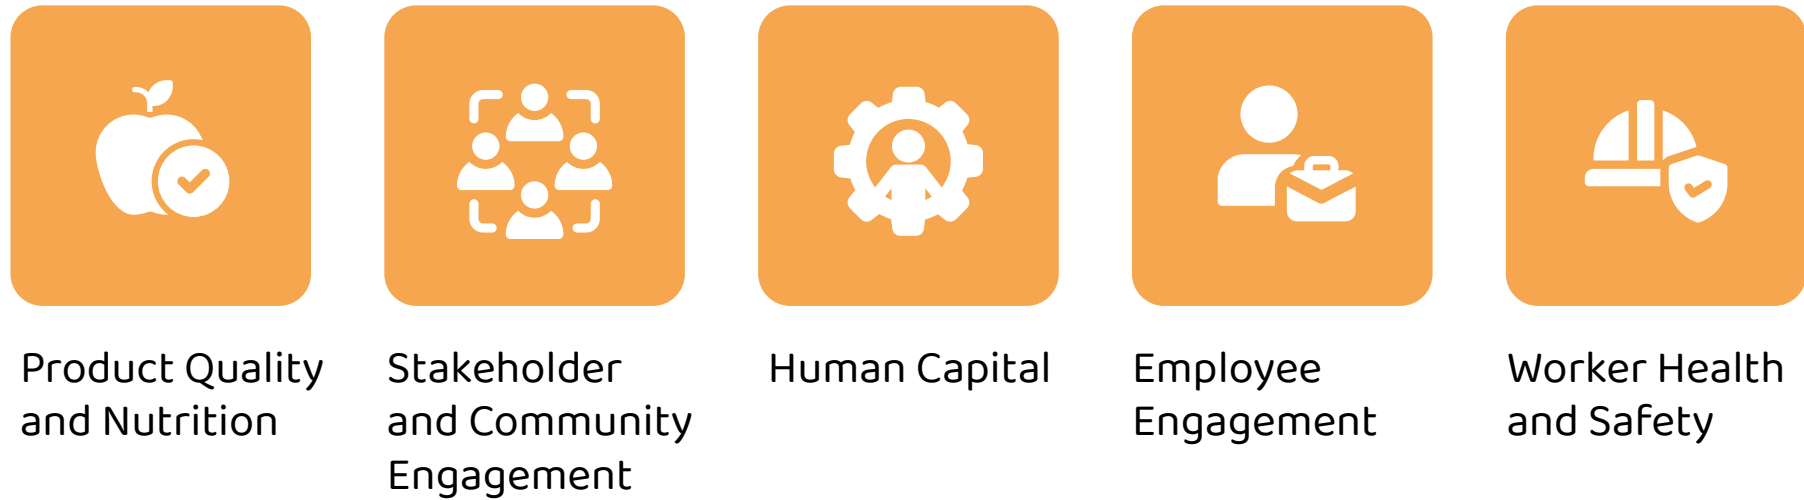 Product Quality
and Nutrition
Stakeholder
and Community
Engagement
Human Capital
Employee
Engagement
Worker Health
and Safety